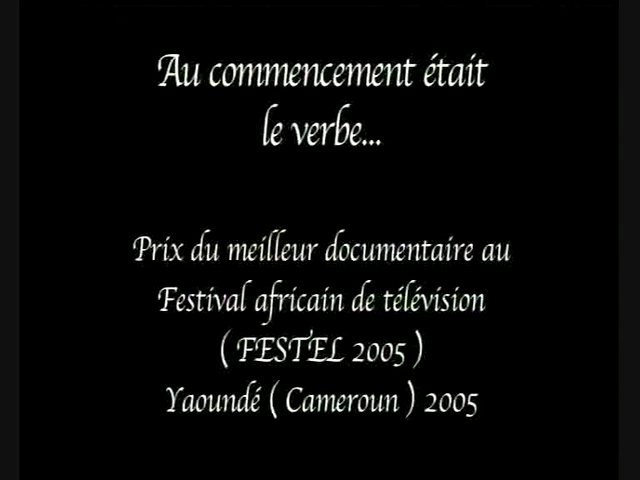 Au commencement était
le verbe...
Prix du meilleur documentaire au
Festival africain de télévision
( FESTEL 2005 )
Yaoundé ( Cameroun ) 2005